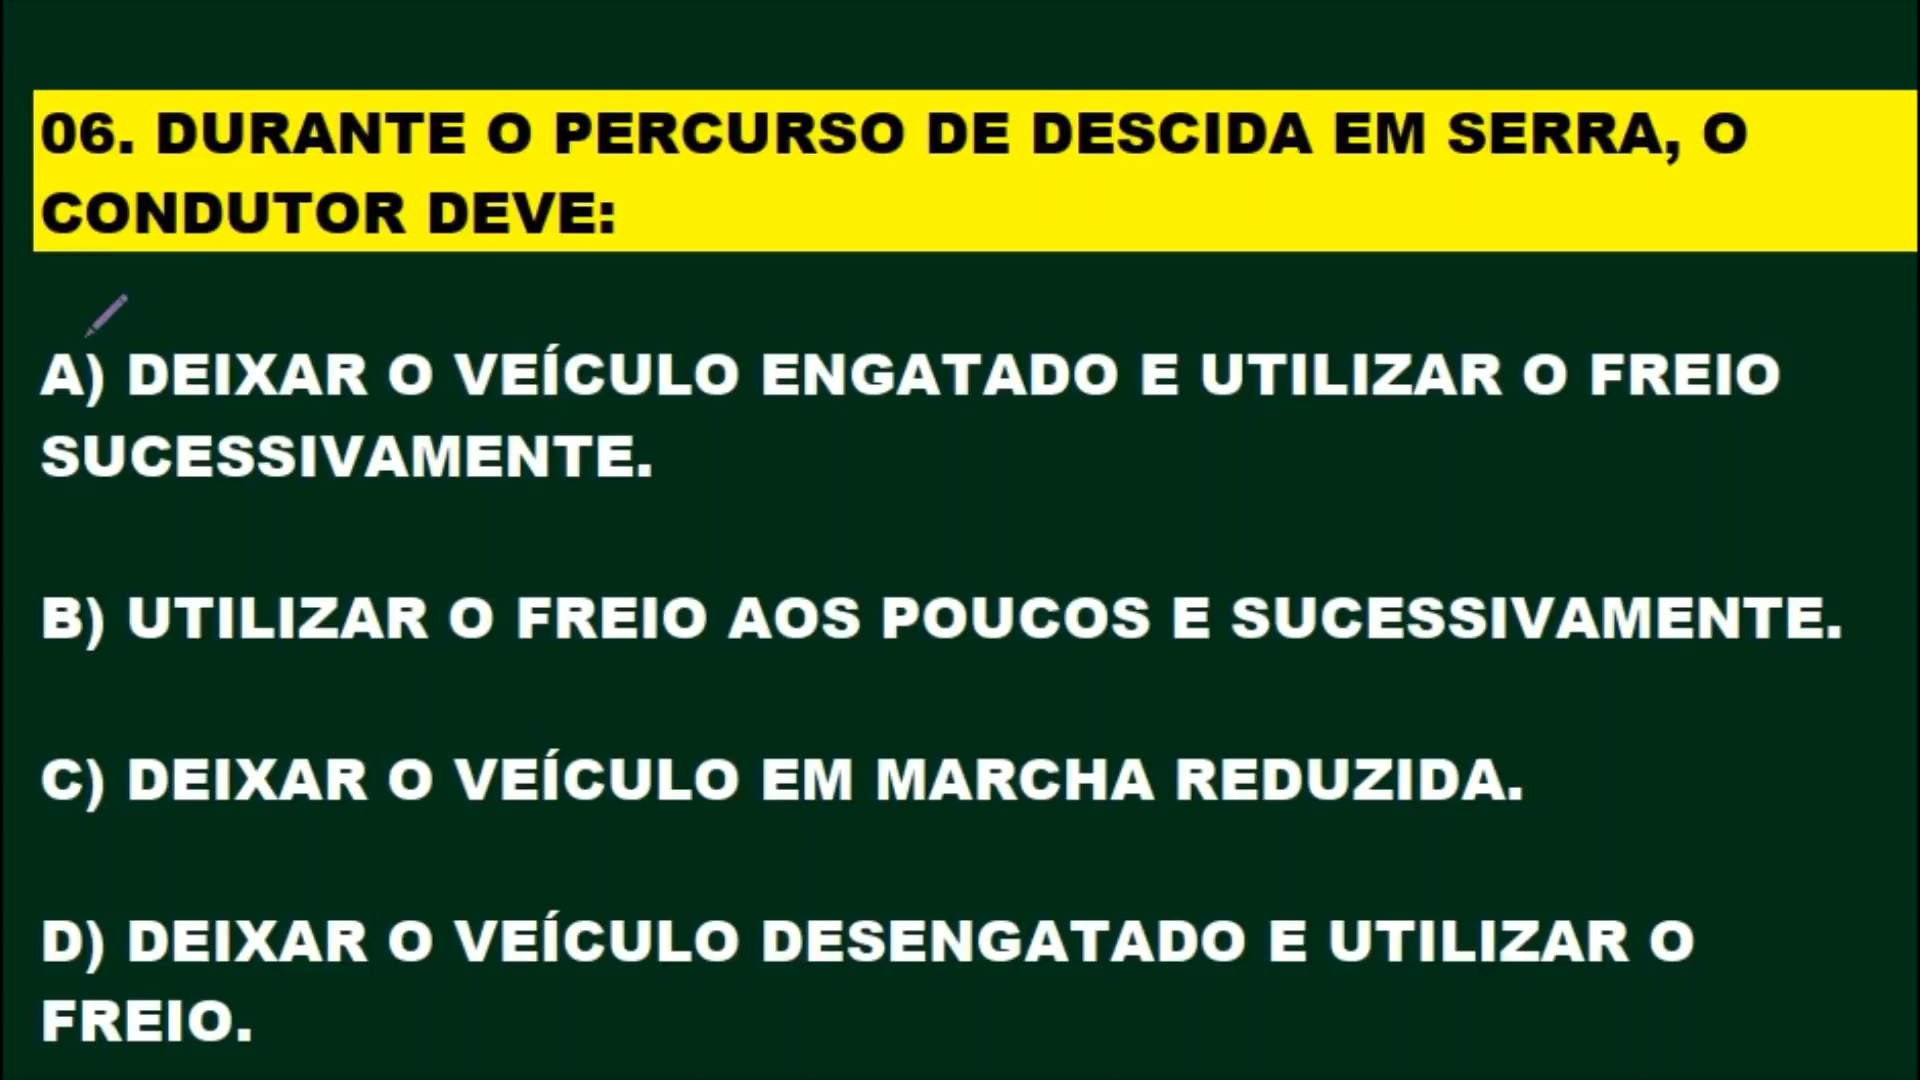 06. DURANTE O PERCURSO DE DESCIDA EM SERRA, O
CONDUTOR DEVE:
A) DEIXAR O VEÍCULO ENGATADO E UTILIZAR O FREIO
SUCESSIVAMENTE.
B) UTILIZAR O FREIO AOS POUCOS E SUCESSIVAMENTE.
C) DEIXAR O VEÍCULO EM MARCHA REDUZIDA.
D) DEIXAR O VEÍCULO DESENGATADO E UTILIZAR O
FREIO.